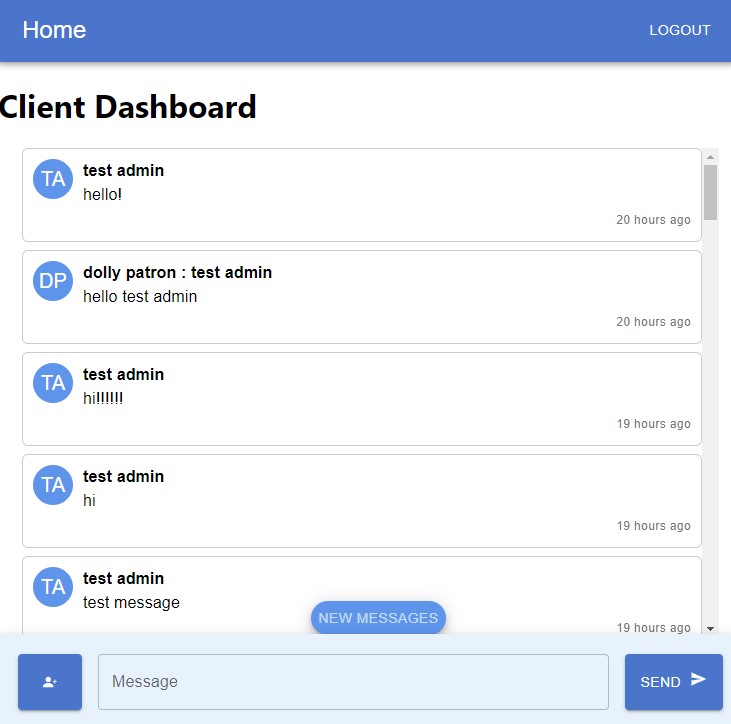 Home
LOGOUT
Client Dashboard
TA
test admin
hello!
20 hours ago
DP
dolly patron : test admin
hello test admin
20 hours ago
TA
test admin
hi!!!!!!
19 hours ago
TA
test admin
hi
19 hours ago
TA
test admin
test message
NEW MESSAGES
19 hours ago
Message
SEND